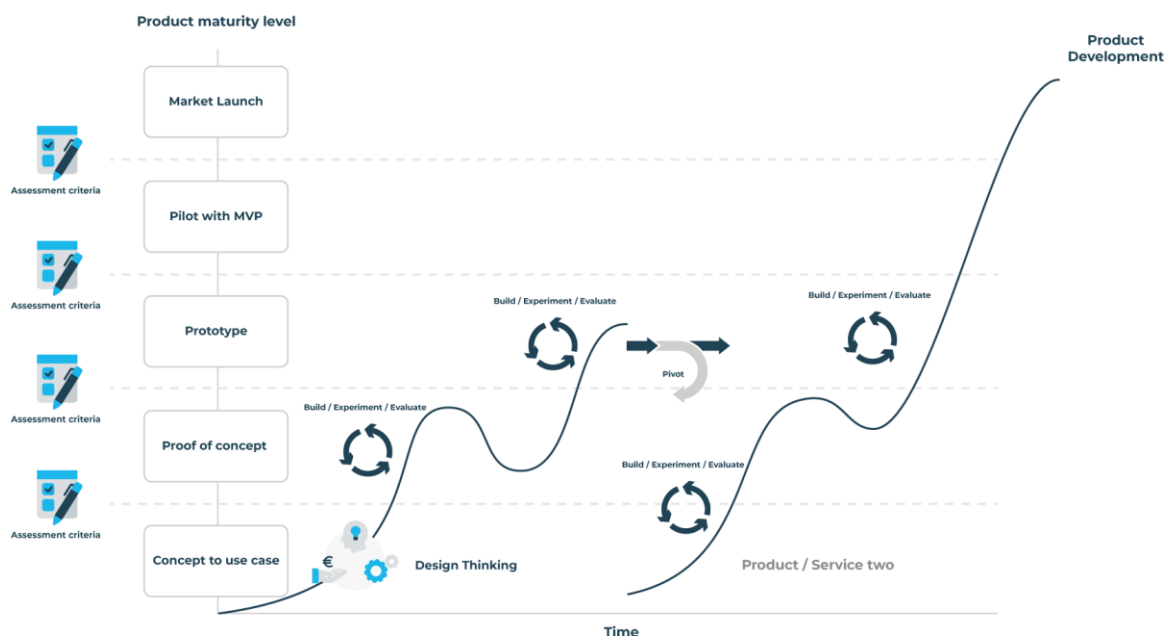 Product maturity level
Product
Development
Market Launch
Assessment criteria
Pilot with MVP
Assessment criteria
Build / Experiment / Evaluate
Build / Experiment / Evaluate
Prototype
Pivot
Assessment criteria
Build / Experiment / Evaluate
Proof of concept
Build / Experiment / Evaluate
Assessment criteria
Concept to use case
€
Design Thinking
Product / Service two
Time